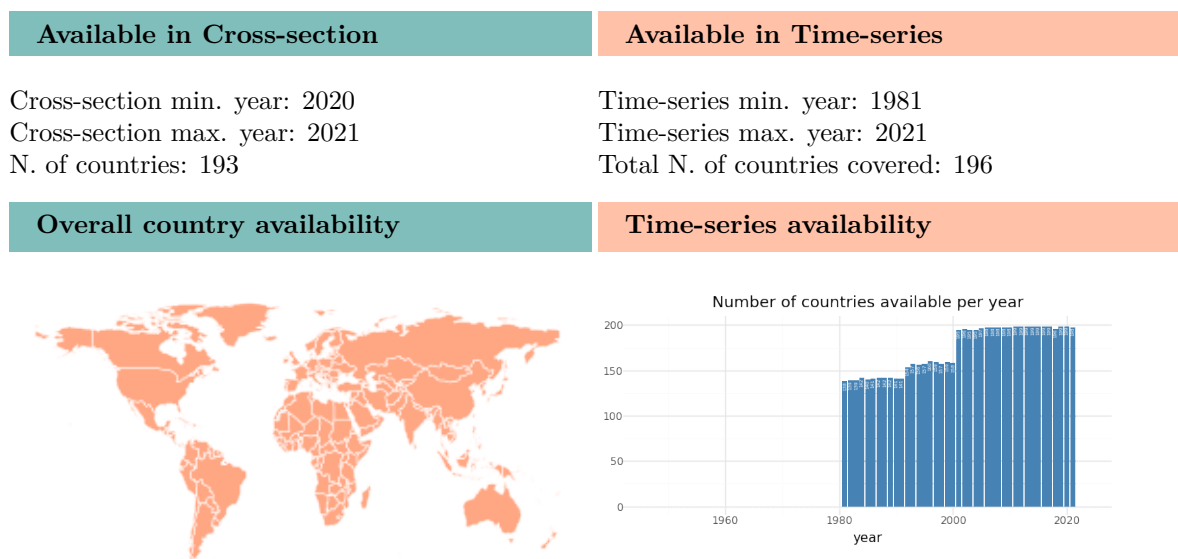 Available in Cross-section
Available in Time-series
Cross-section min. year: 2020
Cross-section max. year: 2021
N. of countries: 193
Time-series min. year: 1981
Time-series max. year: 2021
Total N. of countries covered: 196
Overall country availability
Time-series availability
Number of countries available per year
200
150
100
50
0
1960
1980
2000
2020
year